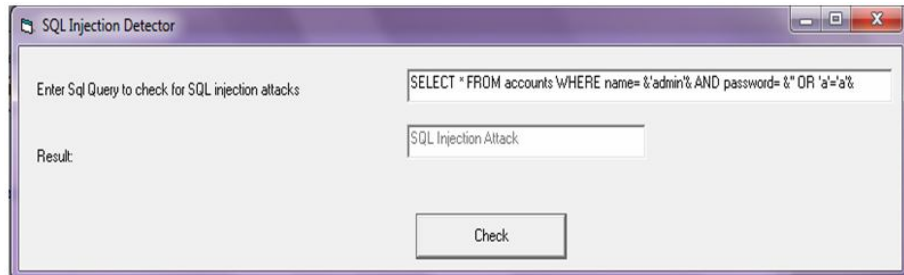 SQL Injection Detector
Enter Sql Query to check for SQL injection attacks
SELECT * FROM accounts WHERE name= &'admin'& AND password= &'' OR 'a'='a'&
Result:
SQL Injection Attack
Check